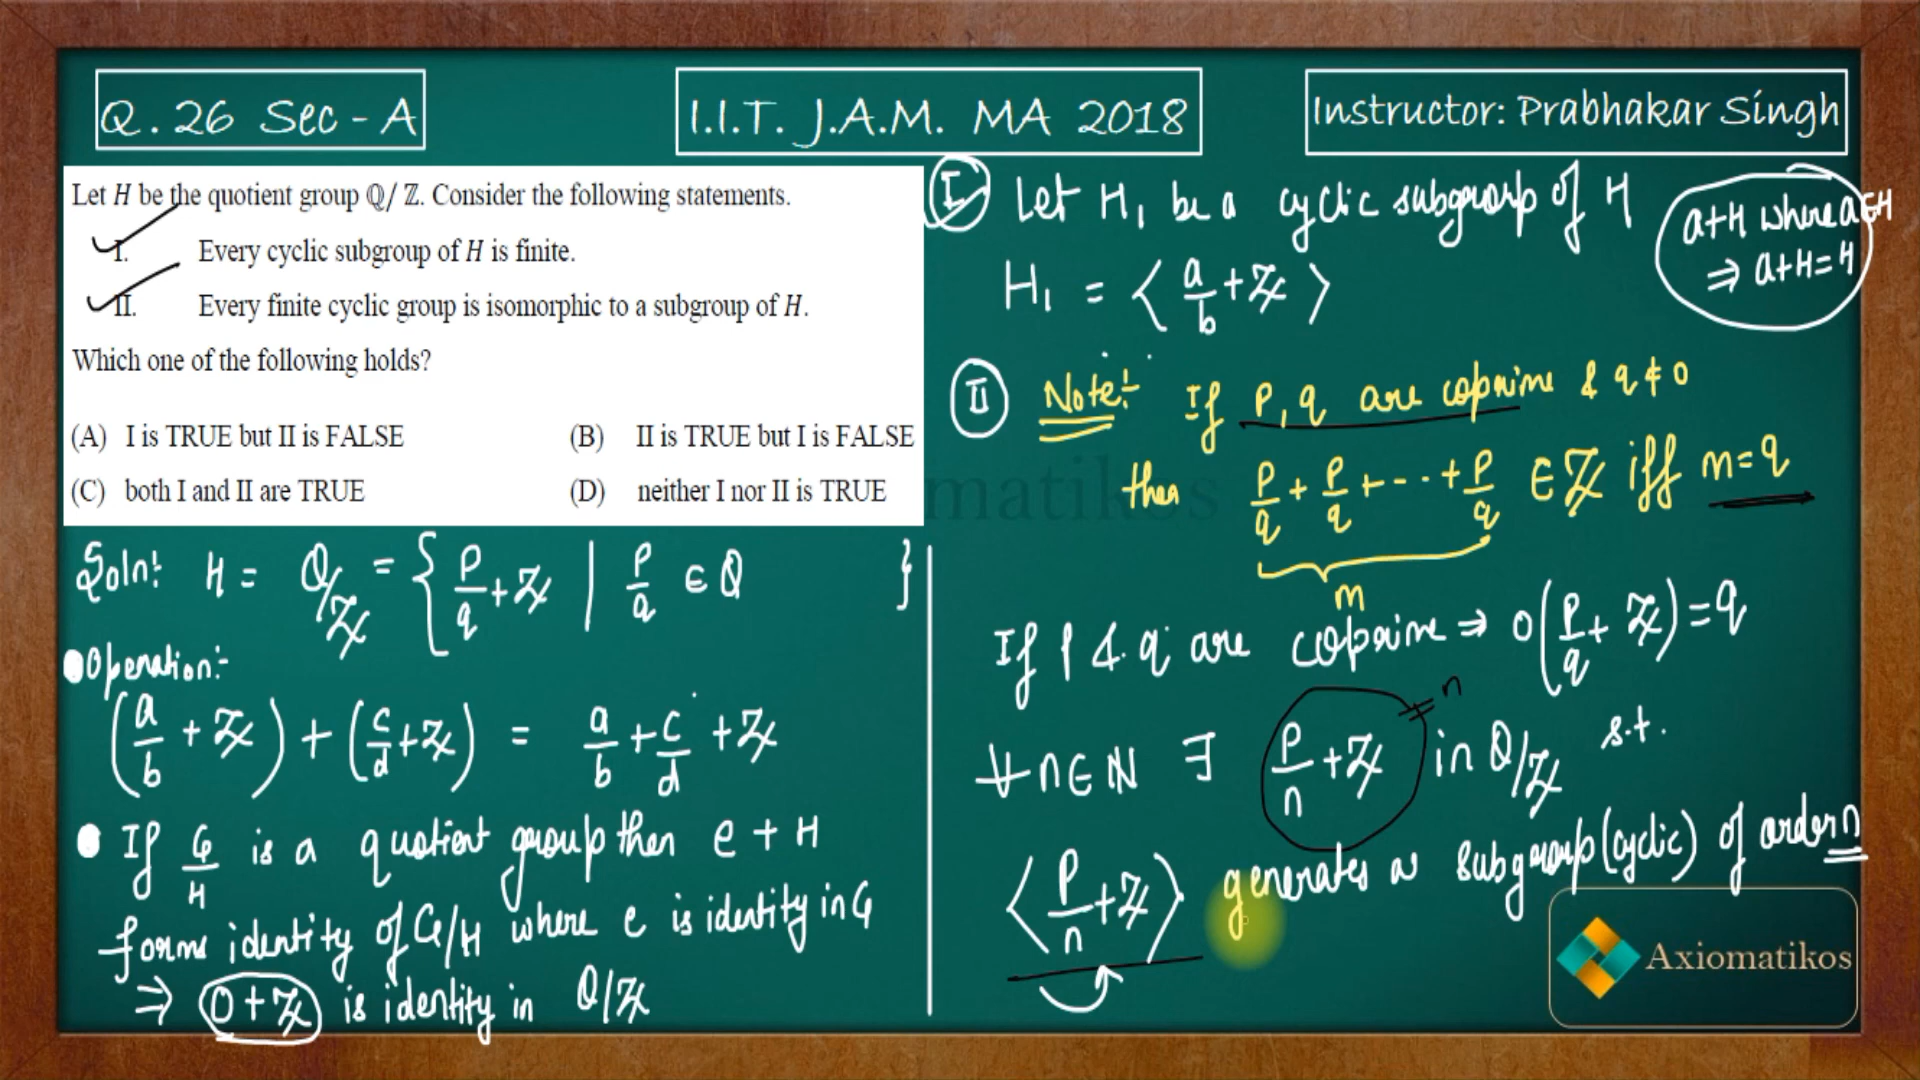 Q. 26 Sec - A
I.I.T. J.A.M. MA 2018
Instructor: Prabhakar Singh
Let H be the quotient group ℚ/ ℤ. Consider the following statements.
I. Every cyclic subgroup of H is finite.
II. Every finite cyclic group is isomorphic to a subgroup of H.
Which one of the following holds?
(A) I is TRUE but II is FALSE
(B) II is TRUE but I is FALSE
(C) both I and II are TRUE
(D) neither I nor II is TRUE
Soln: H = ℚ/ℤ = { p/q + ℤ | p/q ∈ ℚ }
Operation:-
(a/b + ℤ) + (c/d + ℤ) = a/b + c/d + ℤ
If G/H is a quotient group then e + H
forms identity of G/H where e is identity in G
⇒ 0 + ℤ is identity in ℚ/ℤ
I Let H₁ be a cyclic subgroup of H
a+H where a∈H
⇒ a+H=H
H₁ = ⟨ a/b + ℤ ⟩
II Note:- If p, q are coprime & q ≠ 0
then p/q + p/q + --- + p/q ∈ ℤ iff m = q
m
If p & q are coprime ⇒ o(p/q + ℤ) = q
n
∀ n ∈ ℕ ∃ p/n + ℤ in ℚ/ℤ s.t.
⟨ p/n + ℤ ⟩ generates a subgroup (cyclic) of order n
Axiomatikos
matikos